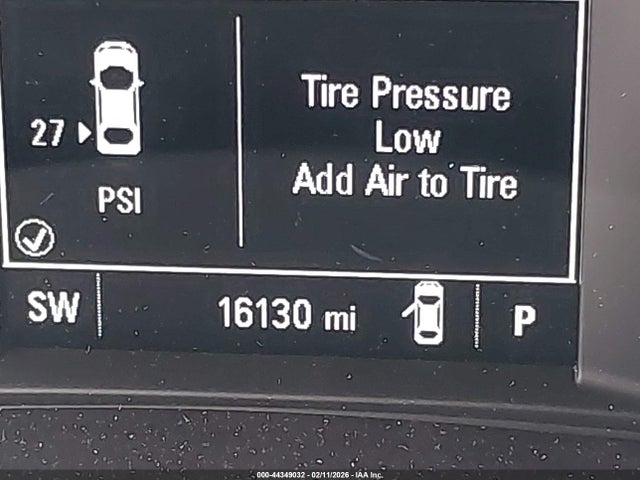 Tire Pressure
Low
Add Air to Tire
27
PSI
SW
16130 mi
P
000-44349032 - 02/11/2026 - IAA Inc.